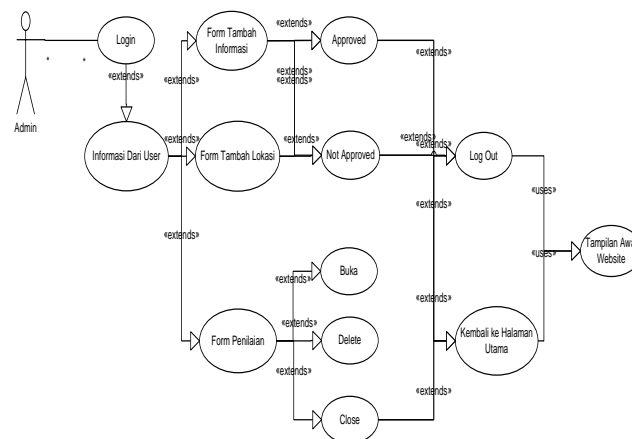 Admin
Login
«extends»
Informasi Dari User
«extends»
«extends»
«extends»
Form Tambah
Informasi
Form Tambah Lokasi
Form Penilaian
«extends»
«extends»
«extends»
«extends»
Approved
Not Approved
«extends»
«extends»
«extends»
Buka
Delete
Close
«extends»
«extends»
«extends»
«extends»
«extends»
«extends»
Log Out
Kembali ke Halaman
Utama
«uses»
«uses»
Tampilan Awa
Website